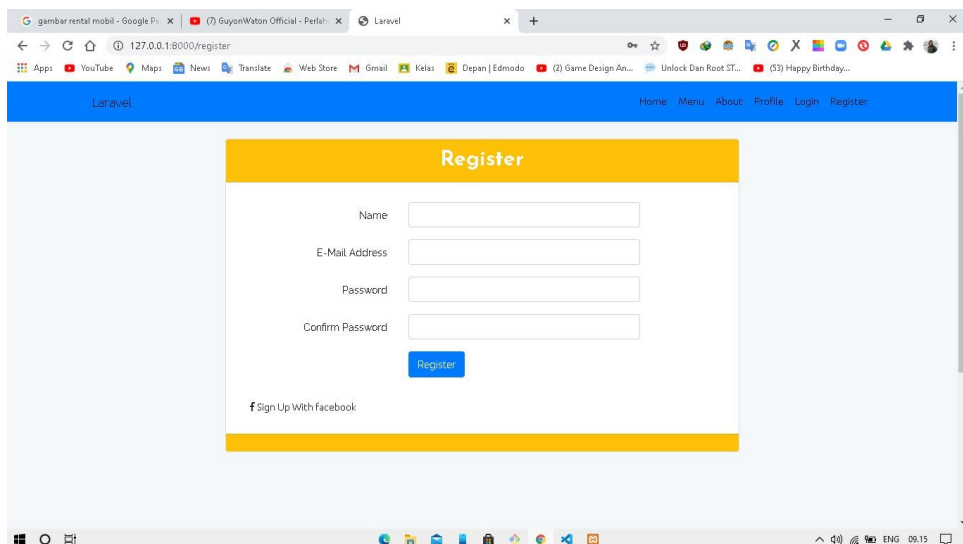 gambar rental mobil - Google Pe
(7) GuyonWaton Official - Perlah
Laravel
127.0.0.1:8000/register
Apps YouTube Maps News Translate Web Store Gmail Kelas Depan | Edmodo (2) Game Design An... Unlock Dan Root ST... (53) Happy Birthday...
Laravel Home Menu About Profile Login Register
Register
Name
E-Mail Address
Password
Confirm Password
Register
Sign Up With facebook
ENG 09.15